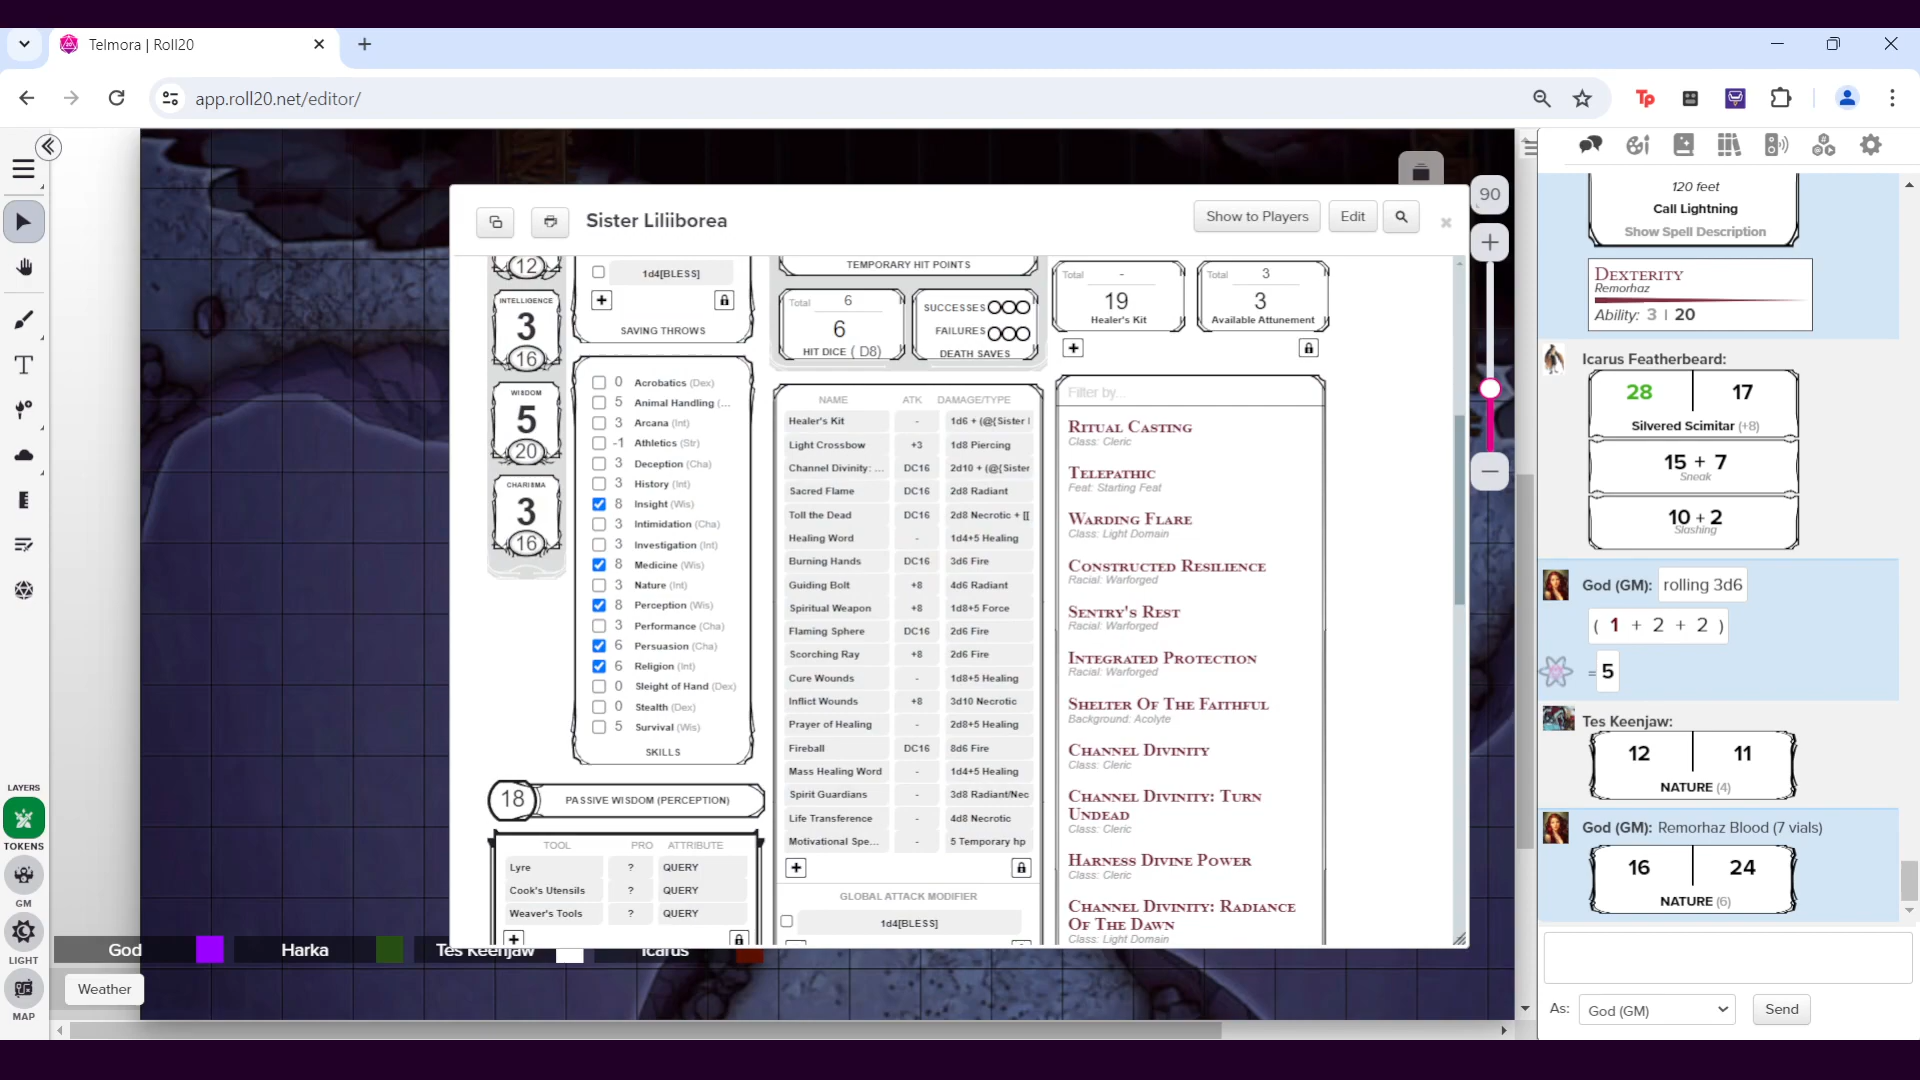 Telmora | Roll20
app.roll20.net/editor/
Sister Liliiborea
Show to Players
Edit
90
12
1d4[BLESS]
SAVING THROWS
INTELLIGENCE
3
16
WISDOM
5
20
CHARISMA
3
16
0 Acrobatics (Dex)
5 Animal Handling (...
3 Arcana (Int)
-1 Athletics (Str)
3 Deception (Cha)
3 History (Int)
8 Insight (Wis)
3 Intimidation (Cha)
3 Investigation (Int)
8 Medicine (Wis)
3 Nature (Int)
8 Perception (Wis)
3 Performance (Cha)
6 Persuasion (Cha)
6 Religion (Int)
0 Sleight of Hand (Dex)
0 Stealth (Dex)
5 Survival (Wis)
SKILLS
18 PASSIVE WISDOM (PERCEPTION)
TOOL PRO ATTRIBUTE
Lyre ? QUERY
Cook's Utensils ? QUERY
Weaver's Tools ? QUERY
TEMPORARY HIT POINTS
Total 6
6
HIT DICE ( D8)
SUCCESSES
FAILURES
DEATH SAVES
NAME ATK DAMAGE/TYPE
Healer's Kit - 1d6 + (@{Sister
Light Crossbow +3 1d8 Piercing
Channel Divinity: ... DC16 2d10 + (@{Sister
Sacred Flame DC16 2d8 Radiant
Toll the Dead DC16 2d8 Necrotic + [[
Healing Word - 1d4+5 Healing
Burning Hands DC16 3d6 Fire
Guiding Bolt +8 4d6 Radiant
Spiritual Weapon +8 1d8+5 Force
Flaming Sphere DC16 2d6 Fire
Scorching Ray +8 2d6 Fire
Cure Wounds - 1d8+5 Healing
Inflict Wounds +8 3d10 Necrotic
Prayer of Healing - 2d8+5 Healing
Fireball DC16 8d6 Fire
Mass Healing Word - 1d4+5 Healing
Spirit Guardians - 3d8 Radiant/Nec
Life Transference - 4d8 Necrotic
Motivational Spe... - 5 Temporary hp
GLOBAL ATTACK MODIFIER
1d4[BLESS]
Total -
19
Healer's Kit
Total 3
3
Available Attunement
Filter by...
RITUAL CASTING
Class: Cleric
TELEPATHIC
Feat: Starting Feat
WARDING FLARE
Class: Light Domain
CONSTRUCTED RESILIENCE
Racial: Warforged
SENTRY'S REST
Racial: Warforged
INTEGRATED PROTECTION
Racial: Warforged
SHELTER OF THE FAITHFUL
Background: Acolyte
CHANNEL DIVINITY
Class: Cleric
CHANNEL DIVINITY: TURN
UNDEAD
Class: Cleric
HARNESS DIVINE POWER
Class: Cleric
CHANNEL DIVINITY: RADIANCE
OF THE DAWN
Class: Light Domain
LAYERS
TOKENS
GM
LIGHT
MAP
God
Harka
Tes Keenjaw
Icarus
Weather
120 feet
Call Lightning
Show Spell Description
DEXTERITY
Remorhaz
Ability: 3 | 20
Icarus Featherbeard:
28 17
Silvered Scimitar (+8)
15 + 7
Sneak
10 + 2
Slashing
God (GM): rolling 3d6
( 1 + 2 + 2 )
= 5
Tes Keenjaw:
12 11
NATURE (4)
God (GM): Remorhaz Blood (7 vials)
16 24
NATURE (6)
As: God (GM)
Send